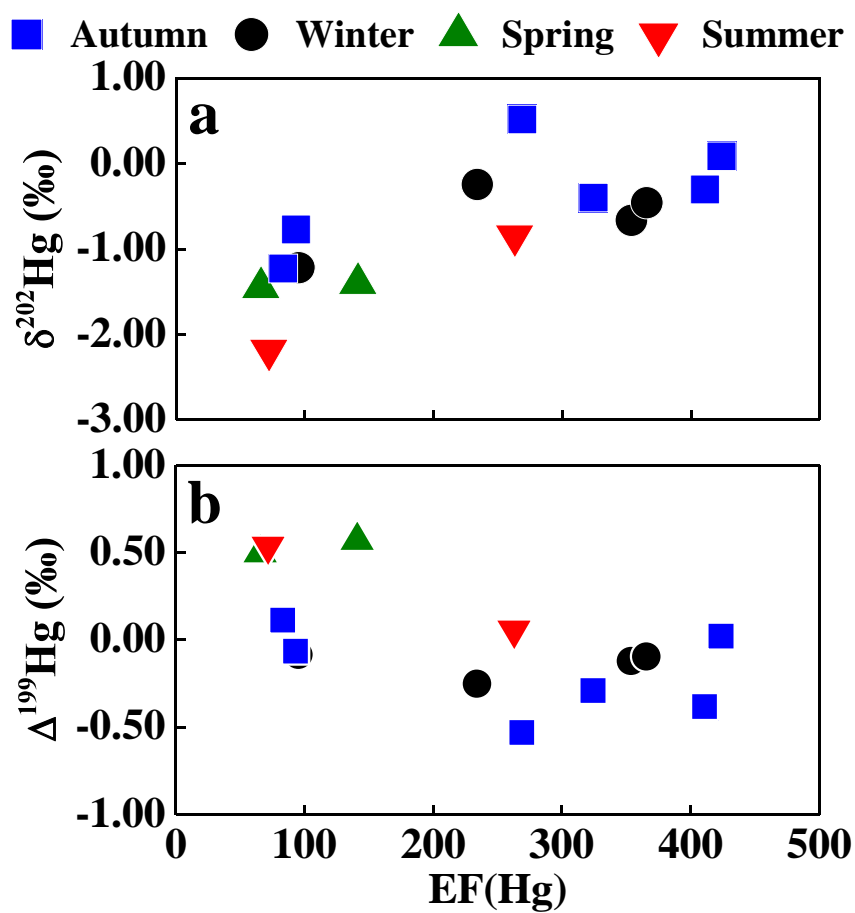 Autumn Winter Spring Summer
a
1.00
0.00
-1.00
-2.00
-3.00
δ²⁰²Hg (‰)
b
1.00
0.50
0.00
-0.50
-1.00
Δ¹⁹⁹Hg (‰)
0 100 200 300 400 500
EF(Hg)